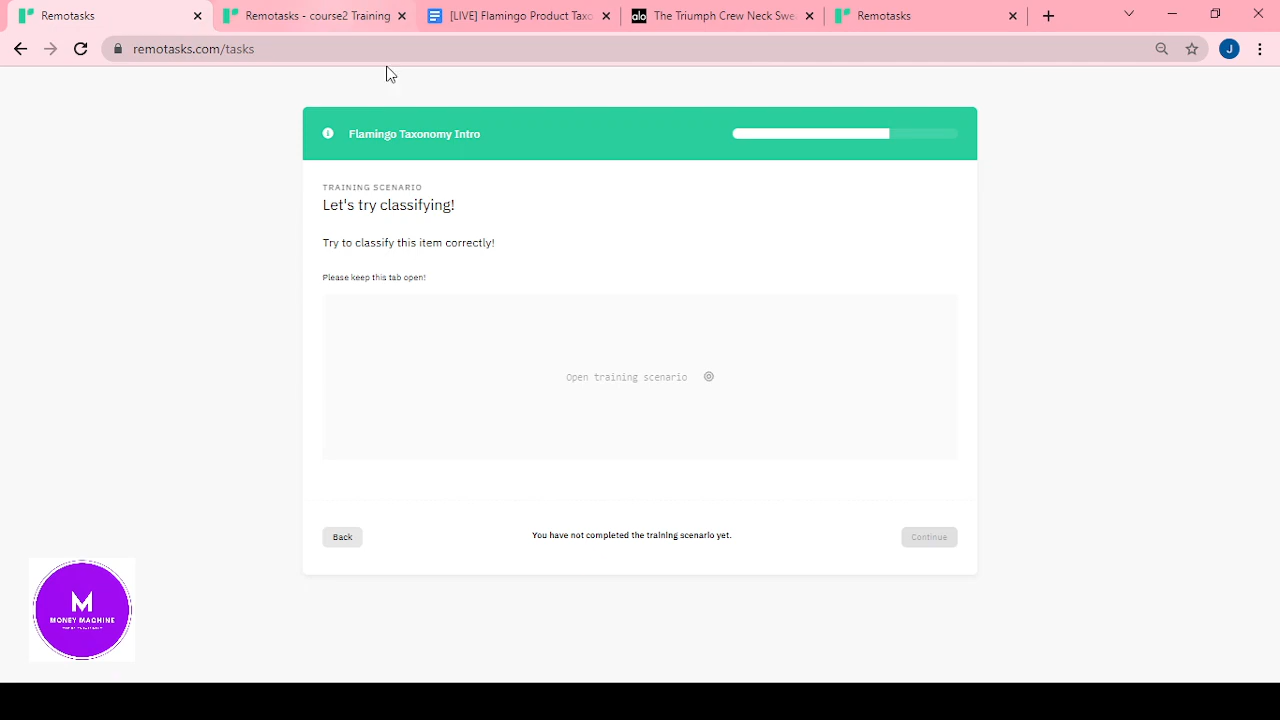 Remotasks
Remotasks - course2 Training
[LIVE] Flamingo Product Taxo
alo
The Triumph Crew Neck Swe
Remotasks
remotasks.com/tasks
J
Flamingo Taxonomy Intro
TRAINING SCENARIO
Let's try classifying!
Try to classify this item correctly!
Please keep this tab open!
Open training scenario
Back
You have not completed the training scenario yet.
Continue
M
MONEY MACHINE